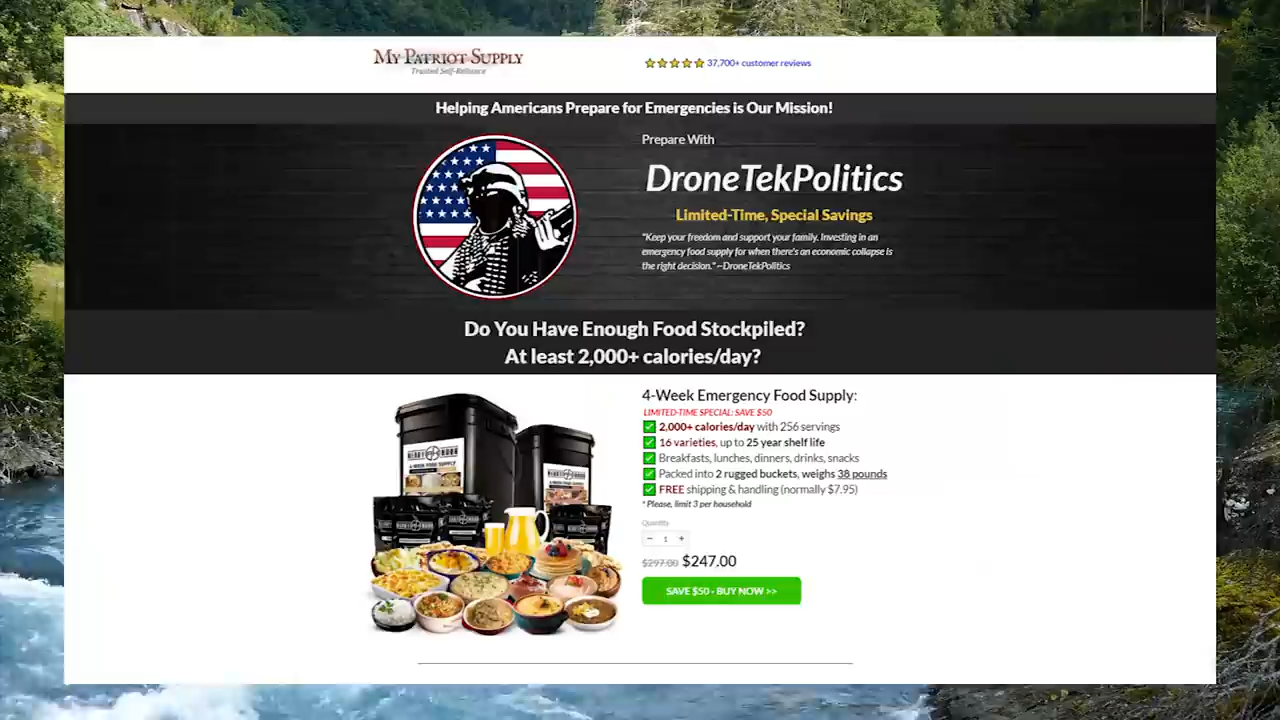 MY PATRIOT SUPPLY
Trusted Self-Reliance
37,700+ customer reviews
Helping Americans Prepare for Emergencies is Our Mission!
Prepare With
DroneTekPolitics
Limited-Time, Special Savings
"Keep your freedom and support your family. Investing in an
emergency food supply for when there's an economic collapse is
the right decision." ~DroneTekPolitics
Do You Have Enough Food Stockpiled?
At least 2,000+ calories/day?
4-Week Emergency Food Supply:
LIMITED-TIME SPECIAL: SAVE $50
2,000+ calories/day with 256 servings
16 varieties, up to 25 year shelf life
Breakfasts, lunches, dinners, drinks, snacks
Packed into 2 rugged buckets, weighs 38 pounds
FREE shipping & handling (normally $7.95)
* Please, limit 3 per household
Quantity
− 1 +
$297.00 $247.00
SAVE $50 - BUY NOW >>
4-WEEK FOOD SUPPLY